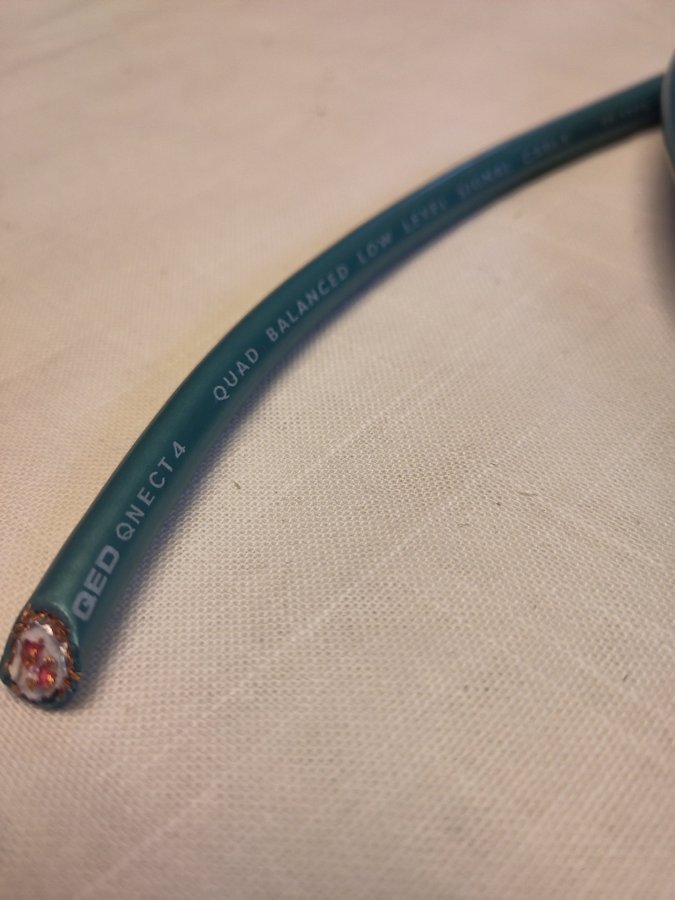 QED QNECT4 QUAD BALANCED LOW LEVEL SIGNAL CABLE